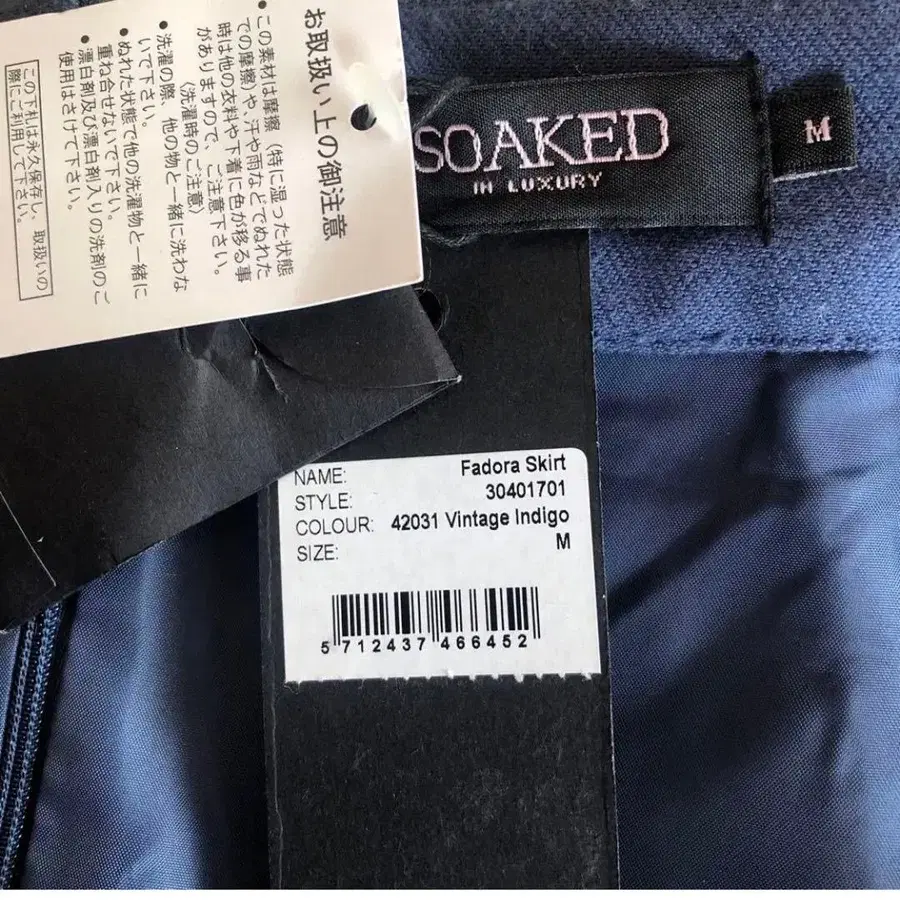 お取扱い上の御注意
•この素材は摩擦（特に湿った状態
での摩擦）や、汗や雨などでぬれた
時は他の衣料や下着に色が移る事
がありますので、ご注意下さい。
〈洗濯時のご注意〉
•洗濯の際、他の物と一緒に洗わな
いで下さい。
•ぬれた状態で他の洗濯物と一緒に
重ね合せないで下さい。
•漂白剤及び漂白剤入りの洗剤のご
使用はさけて下さい。
この下札は永久保存し、取扱いの
際にご利用して下さい。
SOAKED
IN LUXURY
M
NAME: Fadora Skirt
STYLE: 30401701
COLOUR: 42031 Vintage Indigo
SIZE: M
5 712437 466452